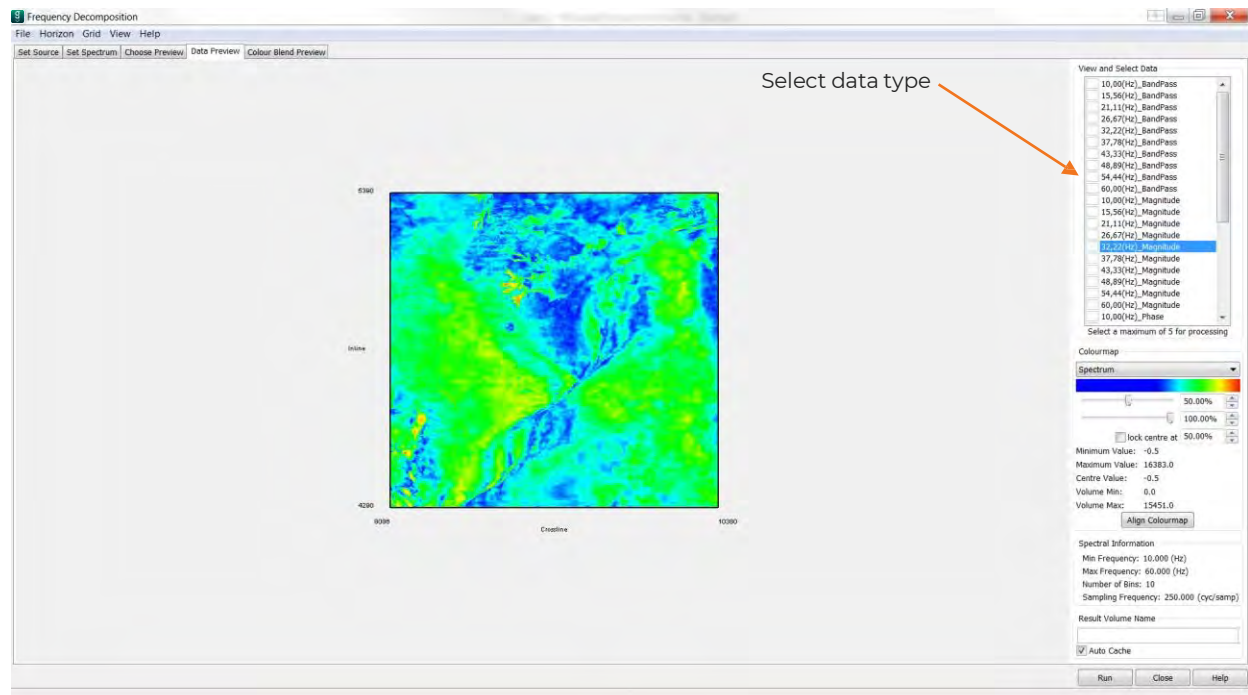 Frequency Decomposition
File Horizon Grid View Help
Set Source Set Spectrum Choose Preview Data Preview Colour Blend Preview
Select data type
View and Select Data
10,00(Hz)_BandPass
15,56(Hz)_BandPass
21,11(Hz)_BandPass
26,67(Hz)_BandPass
32,22(Hz)_BandPass
37,78(Hz)_BandPass
43,33(Hz)_BandPass
48,89(Hz)_BandPass
54,44(Hz)_BandPass
60,00(Hz)_BandPass
10,00(Hz)_Magnitude
15,56(Hz)_Magnitude
21,11(Hz)_Magnitude
26,67(Hz)_Magnitude
32,22(Hz)_Magnitude
37,78(Hz)_Magnitude
43,33(Hz)_Magnitude
48,89(Hz)_Magnitude
54,44(Hz)_Magnitude
60,00(Hz)_Magnitude
10,00(Hz)_Phase
Select a maximum of 5 for processing
5390
Inline
4290
10390
Crossline
Colourmap
Spectrum
50.00%
100.00%
lock centre at 50.00%
Minimum Value: -0.5
Maximum Value: 16383.0
Centre Value: -0.5
Volume Min: 0.0
Volume Max: 15451.0
Align Colourmap
Spectral Information
Min Frequency: 10.000 (Hz)
Max Frequency: 60.000 (Hz)
Number of Bins: 10
Sampling Frequency: 250.000 (cyc/samp)
Result Volume Name
Auto Cache
Run Close Help